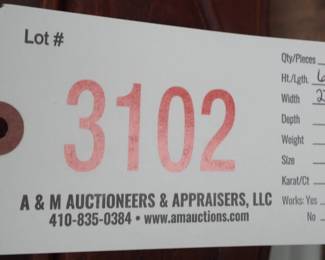 Lot #
3102
A & M AUCTIONEERS & APPRAISERS, LLC
410-835-0384 • www.amauctions.com
Qty/Pieces
Ht./Lgth.
Width
Depth
Weight
Size
Karat/Ct
Works: Yes
No